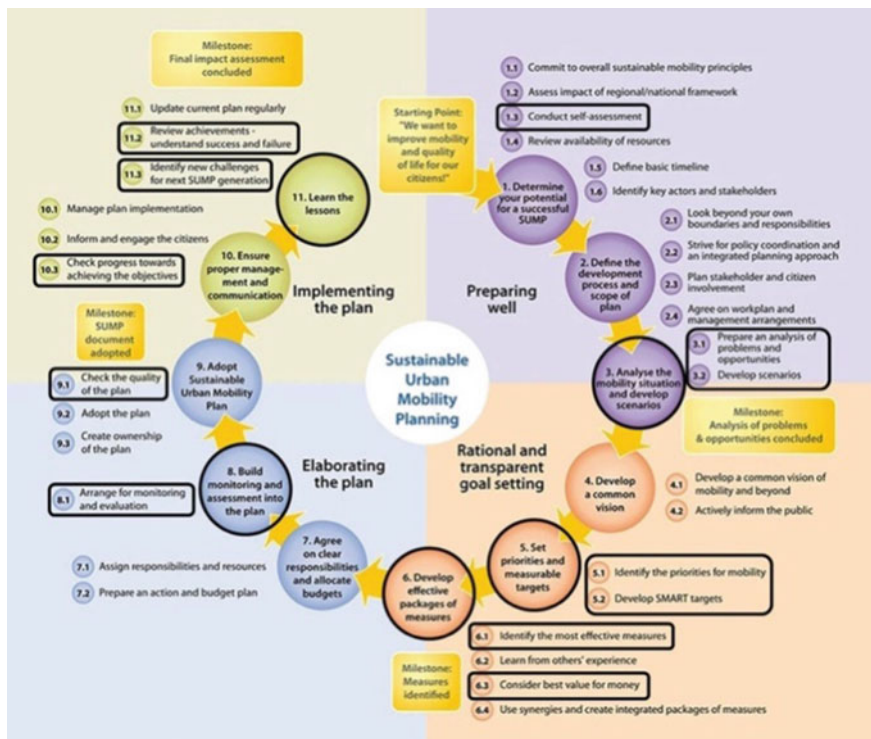 Milestone:
Final impact assessment
concluded
11.1 Update current plan regularly
11.2 Review achievements -
understand success and failure
11.3 Identify new challenges
for next SUMP generation
11. Learn the
lessons
10.1 Manage plan implementation
10.2 Inform and engage the citizens
10.3 Check progress towards
achieving the objectives
10. Ensure
proper manage-
ment and
communication
Implementing
the plan
Starting Point:
"We want to
improve mobility
and quality
of life for our
citizens!"
1.1 Commit to overall sustainable mobility principles
1.2 Assess impact of regional/national framework
1.3 Conduct self-assessment
1.4 Review availability of resources
1.5 Define basic timeline
1.6 Identify key actors and stakeholders
1. Determine
your potential
for a successful
SUMP
2.1 Look beyond your own
boundaries and responsibilities
2.2 Strive for policy coordination and
an integrated planning approach
2.3 Plan stakeholder and citizen
involvement
2.4 Agree on workplan and
management arrangements
2. Define the
development
process and
scope of
plan
Preparing
well
3.1 Prepare an analysis of
problems and
opportunities
3.2 Develop scenarios
3. Analyse the
mobility situation
and develop
scenarios
Milestone:
Analysis of problems
& opportunities concluded
Sustainable
Urban
Mobility
Planning
Milestone:
SUMP
document
adopted
9. Adopt
Sustainable
Urban Mobility
Plan
9.1 Check the quality
of the plan
9.2 Adopt the plan
9.3 Create ownership
of the plan
Elaborating
the plan
8. Build
monitoring and
assessment into
the plan
8.1 Arrange for monitoring
and evaluation
7. Agree
on clear
responsibilities
and allocate
budgets
7.1 Assign responsibilities and resources
7.2 Prepare an action and budget plan
Rational and
transparent
goal setting
4. Develop
a common
vision
4.1 Develop a common vision of
mobility and beyond
4.2 Actively inform the public
5. Set
priorities and
measurable
targets
5.1 Identify the priorities for mobility
5.2 Develop SMART targets
6. Develop
effective
packages of
measures
6.1 Identify the most effective measures
6.2 Learn from others' experience
6.3 Consider best value for money
6.4 Use synergies and create integrated packages of measures
Milestone:
Measures
identified